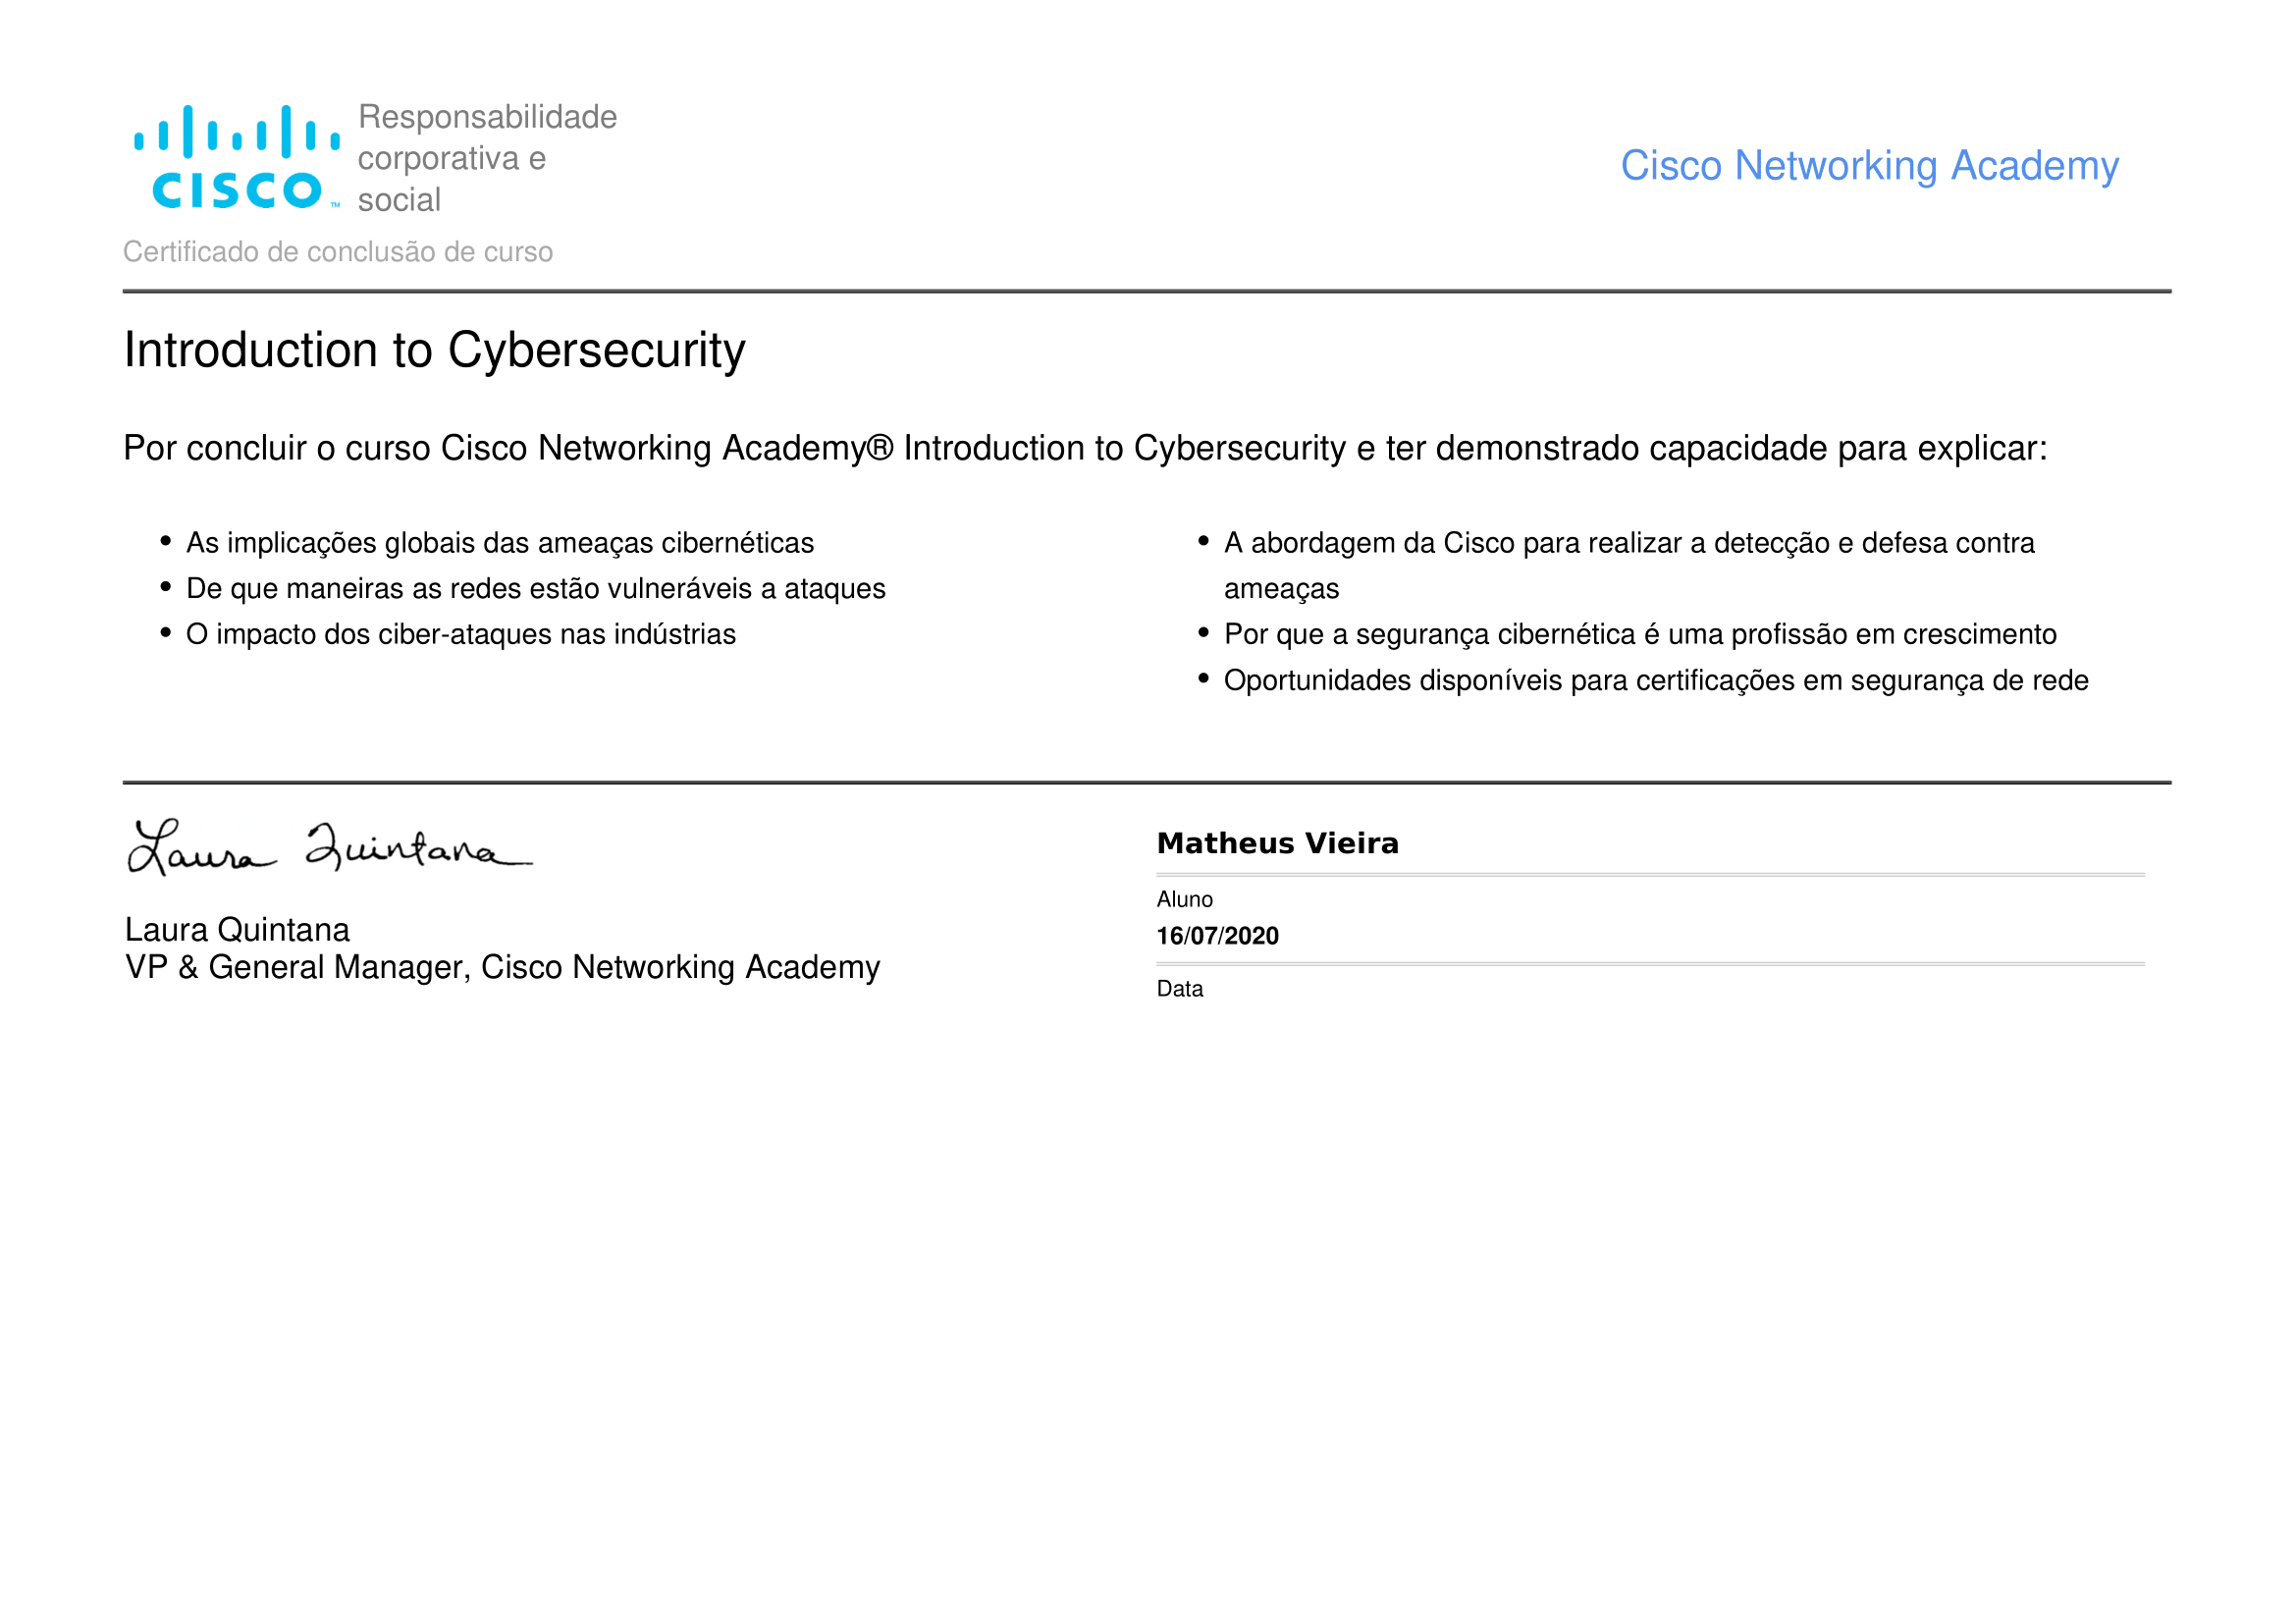 CISCO™
Responsabilidade
corporativa e
social
Cisco Networking Academy
Certificado de conclusão de curso
Introduction to Cybersecurity
Por concluir o curso Cisco Networking Academy® Introduction to Cybersecurity e ter demonstrado capacidade para explicar:
• As implicações globais das ameaças cibernéticas
• De que maneiras as redes estão vulneráveis a ataques
• O impacto dos ciber-ataques nas indústrias
• A abordagem da Cisco para realizar a detecção e defesa contra
ameaças
• Por que a segurança cibernética é uma profissão em crescimento
• Oportunidades disponíveis para certificações em segurança de rede
Laura Quintana
Laura Quintana
VP & General Manager, Cisco Networking Academy
Matheus Vieira
Aluno
16/07/2020
Data